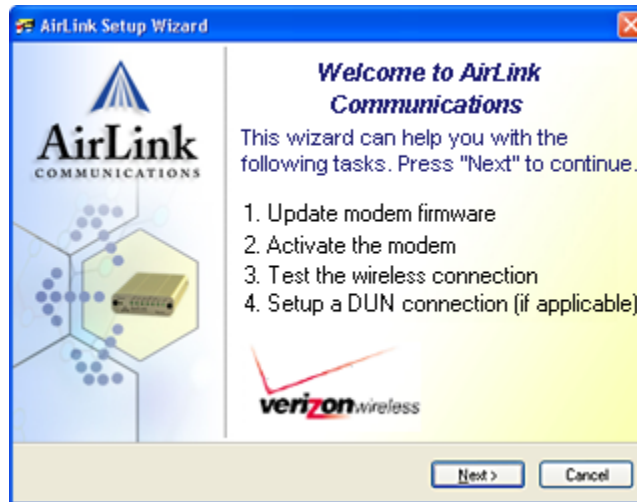 AirLink Setup Wizard
AirLink
COMMUNICATIONS
Welcome to AirLink
Communications
This wizard can help you with the
following tasks. Press "Next" to continue.
1. Update modem firmware
2. Activate the modem
3. Test the wireless connection
4. Setup a DUN connection (if applicable)
verizon wireless
Next >
Cancel